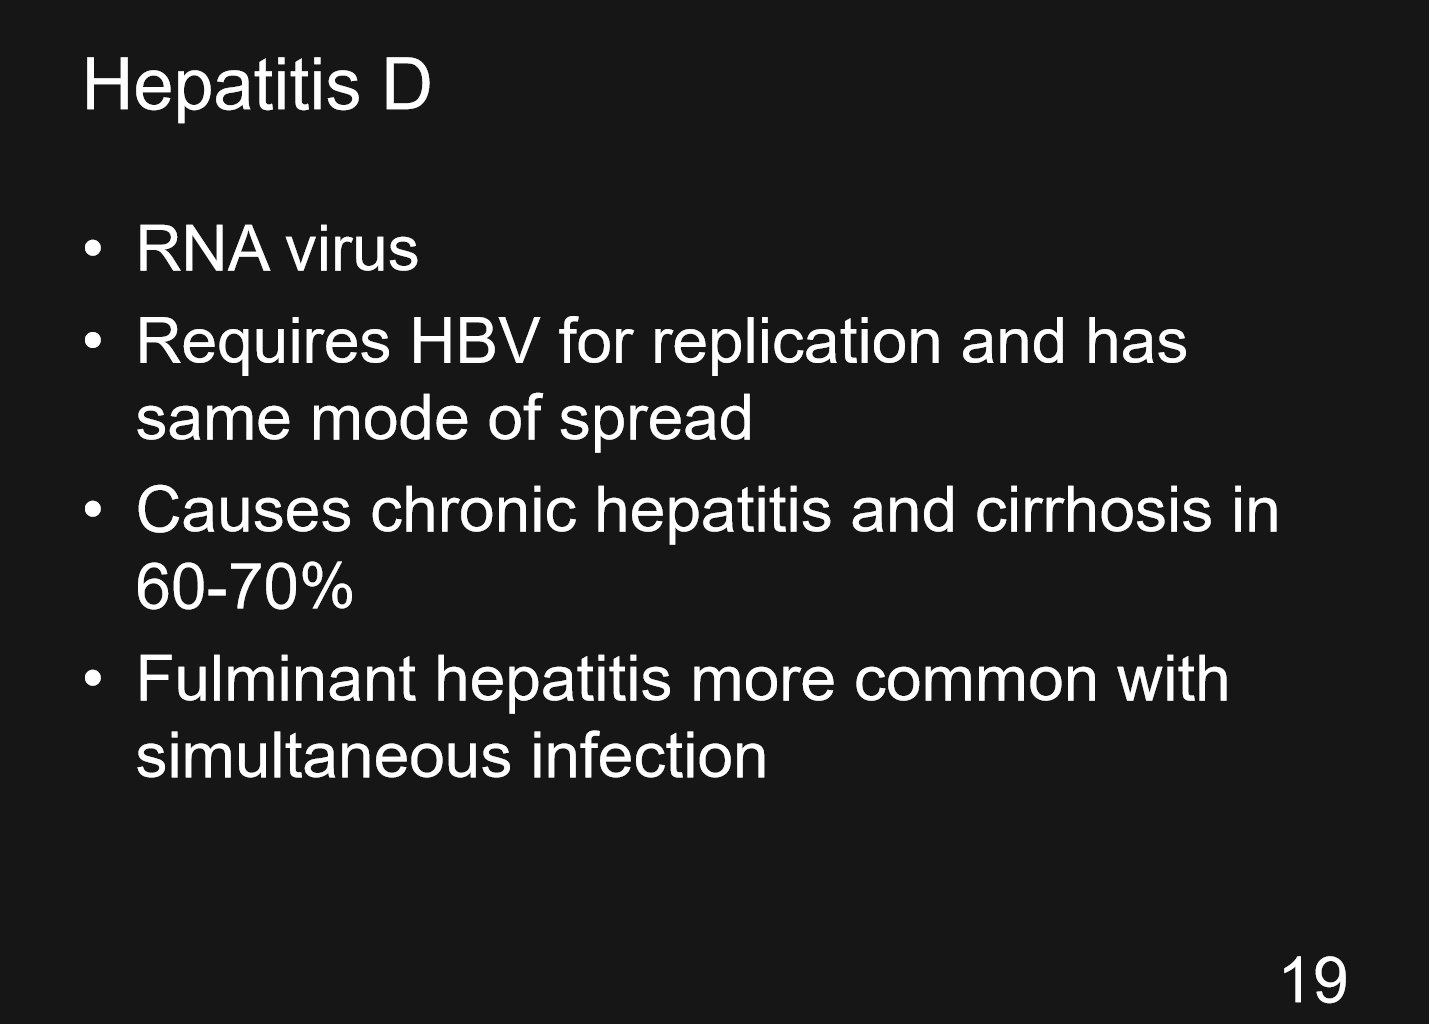 Hepatitis D
• RNA virus
• Requires HBV for replication and has
same mode of spread
• Causes chronic hepatitis and cirrhosis in
60-70%
• Fulminant hepatitis more common with
simultaneous infection
19